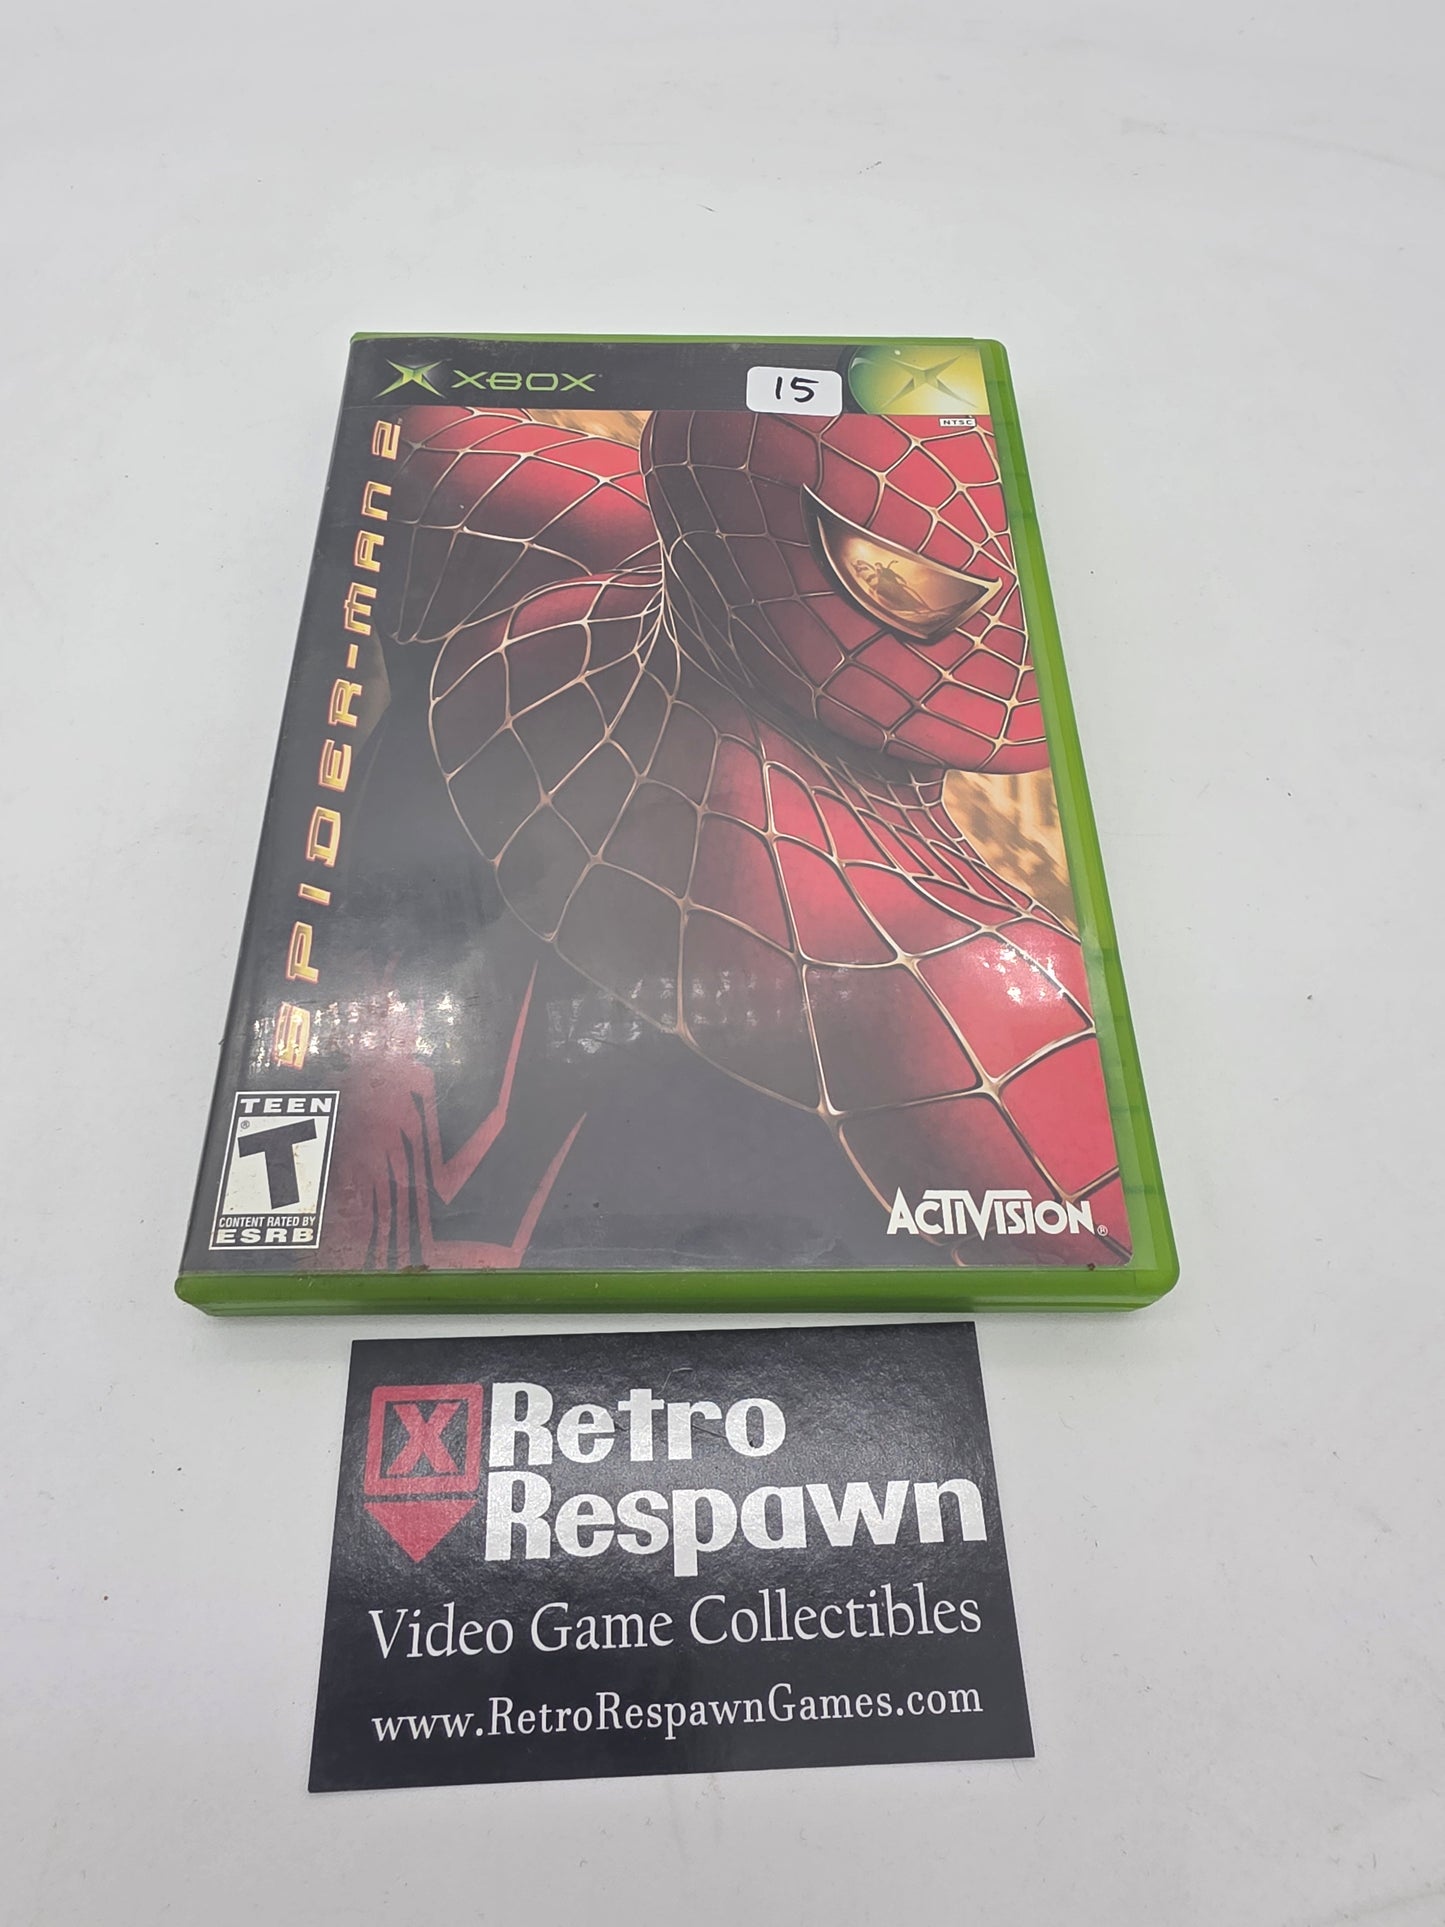 XBOX
15
NTSC
SPIDER-MAN 2
TEEN
T
CONTENT RATED BY
ESRB
ACTIVISION®
X
Retro
Respawn
Video Game Collectibles
www.RetroRespawnGames.com